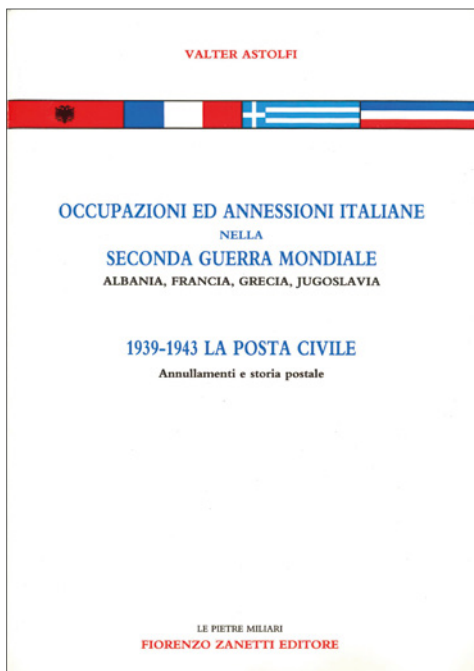 VALTER ASTOLFI
OCCUPAZIONI ED ANNESSIONI ITALIANE
NELLA
SECONDA GUERRA MONDIALE
ALBANIA, FRANCIA, GRECIA, JUGOSLAVIA
1939-1943 LA POSTA CIVILE
Annullamenti e storia postale
LE PIETRE MILIARI
FIORENZO ZANETTI EDITORE